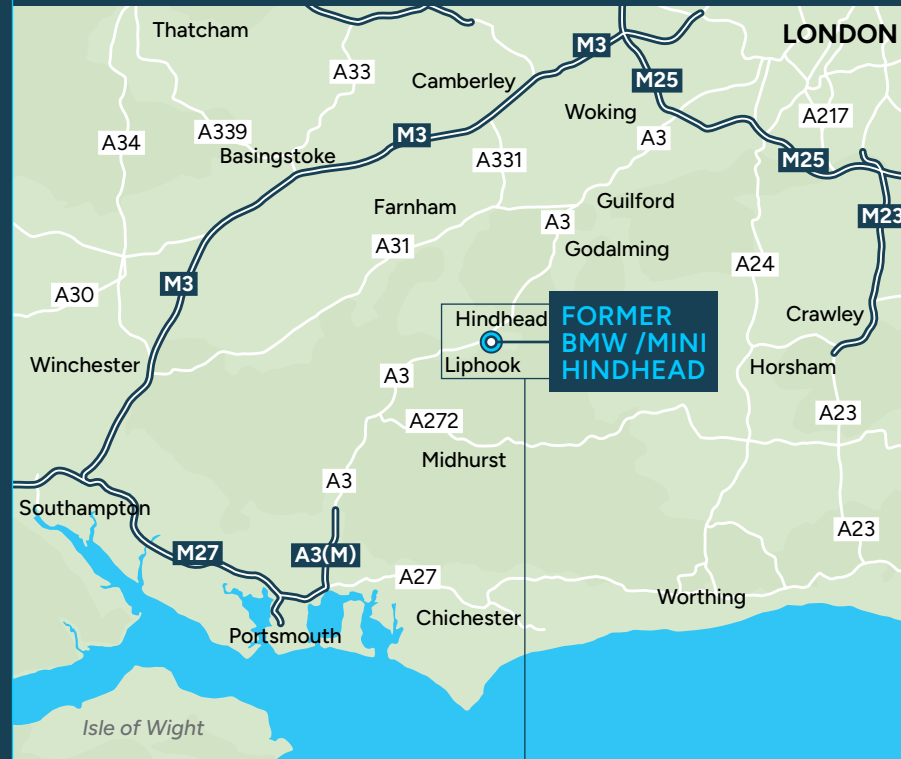 Thatcham
LONDON
M3
A33
Camberley
M25
Woking
A217
A339
M3
A3
A34
Basingstoke
A331
M25
Guilford
Farnham
M23
A3
A31
Godalming
A24
M3
A30
Crawley
Hindhead
FORMER
BMW /MINI
HINDHEAD
Winchester
Liphook
Horsham
A3
A23
A272
Midhurst
A3
Southampton
A23
M27
A3(M)
A27
Worthing
Chichester
Portsmouth
Isle of Wight